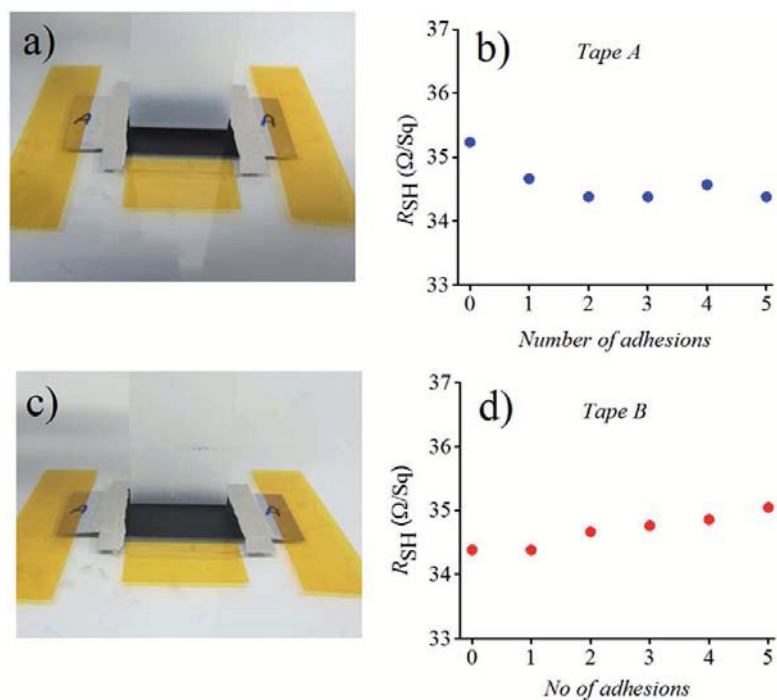 a)
A
A
b)
Tape A
37
36
35
34
33
R_SH (Ω/Sq)
0 1 2 3 4 5
Number of adhesions
c)
A
A
d)
Tape B
37
36
35
34
33
R_SH (Ω/Sq)
0 1 2 3 4 5
No of adhesions